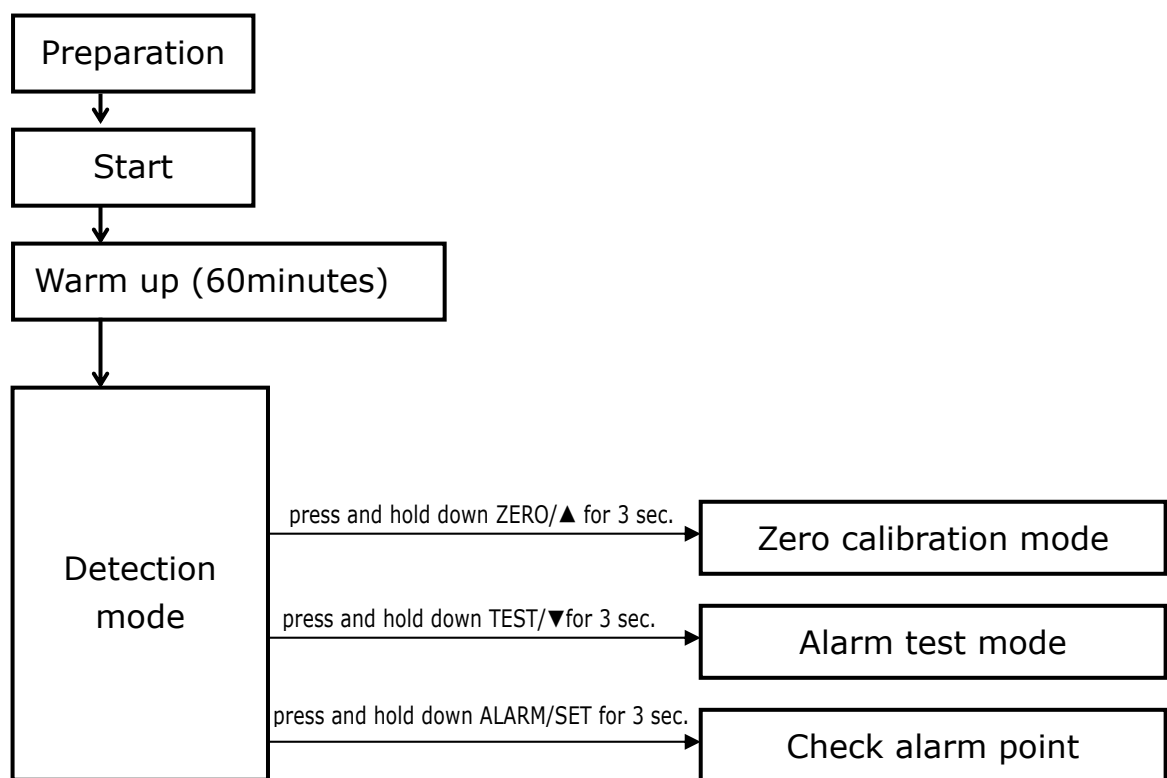 Preparation
Start
Warm up (60minutes)
Detection
mode
press and hold down ZERO/▲ for 3 sec.
Zero calibration mode
press and hold down TEST/▼for 3 sec.
Alarm test mode
press and hold down ALARM/SET for 3 sec.
Check alarm point